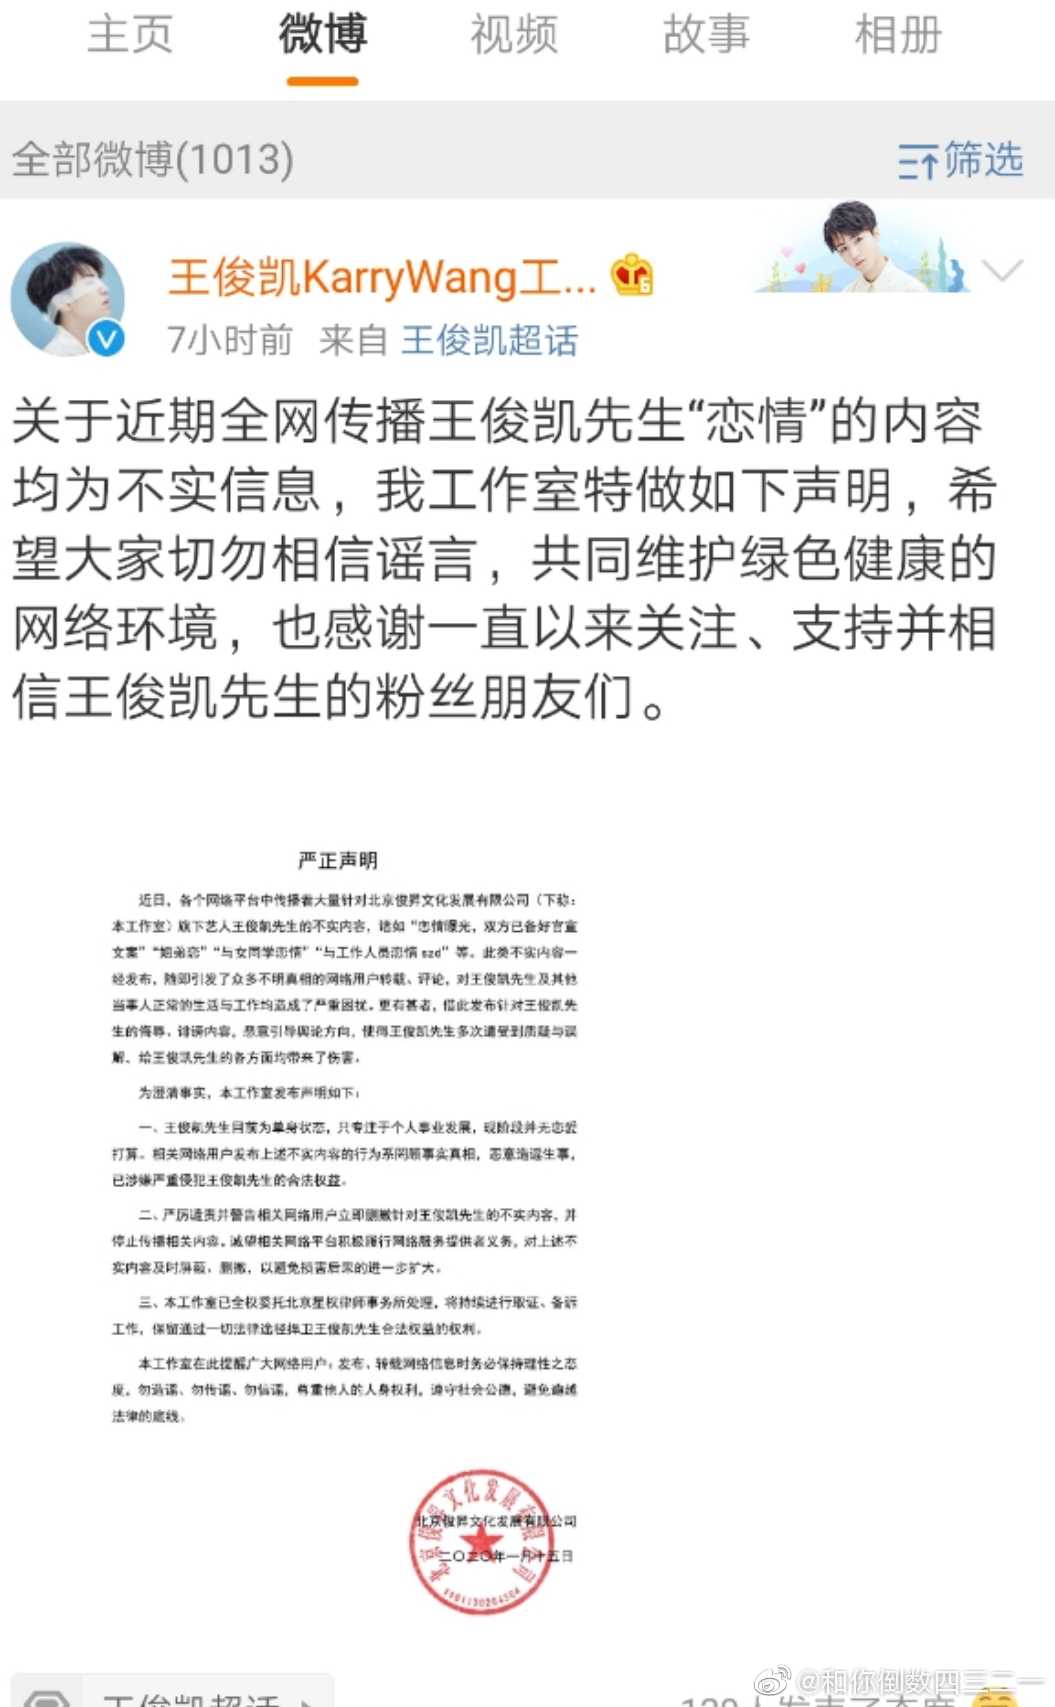 主页 微博 视频 故事 相册
全部微博(1013) 筛选
王俊凯KarryWang工...
7小时前 来自 王俊凯超话
关于近期全网传播王俊凯先生“恋情”的内容
均为不实信息，我工作室特做如下声明，希
望大家切勿相信谣言，共同维护绿色健康的
网络环境，也感谢一直以来关注、支持并相
信王俊凯先生的粉丝朋友们。
严正声明
近日，各个网络平台中传播着大量针对北京俊昇文化发展有限公司（下称：
本工作室）旗下艺人王俊凯先生的不实内容，诸如“恋情曝光，双方已备好官宣
文案”“姐弟恋”“与女同学恋情”“与工作人员恋情 szd”等。此类不实内容一
经发布，随即引发了众多不明真相的网络用户转载、评论，对王俊凯先生及其他
当事人正常的生活与工作均造成了严重困扰。更有甚者，借此发布针对王俊凯先
生的侮辱、诽谤内容，恶意引导舆论方向，使得王俊凯先生多次遭受到质疑与误
解，给王俊凯先生的各方面均带来了伤害。
为澄清事实，本工作室发布声明如下：
一、王俊凯先生目前为单身状态，只专注于个人事业发展，现阶段并无恋爱
打算。相关网络用户发布上述不实内容的行为系罔顾事实真相，恶意造谣生事，
已涉嫌严重侵犯王俊凯先生的合法权益。
二、严厉谴责并警告相关网络用户立即删撤针对王俊凯先生的不实内容，并
停止传播相关内容。诚望相关网络平台积极履行网络服务提供者义务，对上述不
实内容及时屏蔽、删撤，以避免损害后果的进一步扩大。
三、本工作室已全权委托北京星权律师事务所处理，将持续进行取证、备诉
工作，保留通过一切法律途径捍卫王俊凯先生合法权益的权利。
本工作室在此提醒广大网络用户：发布、转载网络信息时务必保持理性之态
度，勿造谣、勿传谣、勿信谣，尊重他人的人身权利，遵守社会公德，避免逾越
法律的底线。
北京俊昇文化发展有限公司
北京俊昇文化发展有限公司
二〇二〇年一月十五日
王俊凯超话
@和你倒数四三二一